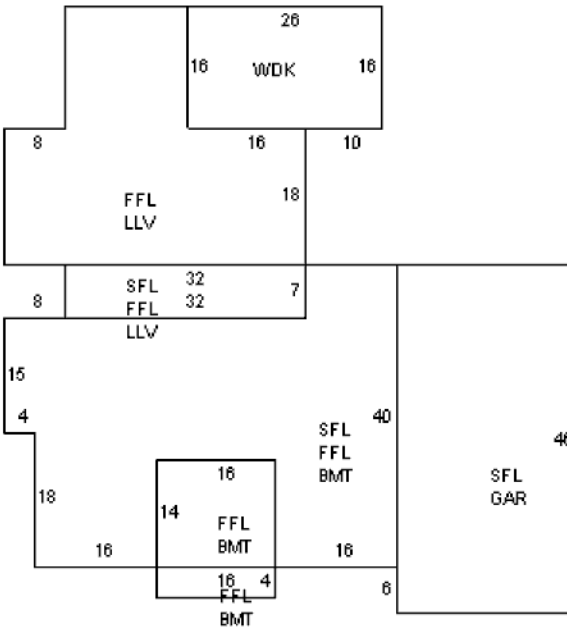 26
16 WDK 16
8 16 10
18
FFL
LLV
32
SFL
7
8 FFL 32
LLV
15
4 40
SFL
46
FFL
16 BMT SFL
18 GAR
14
FFL
16 BMT 16
16 4
FFL 6
BMT